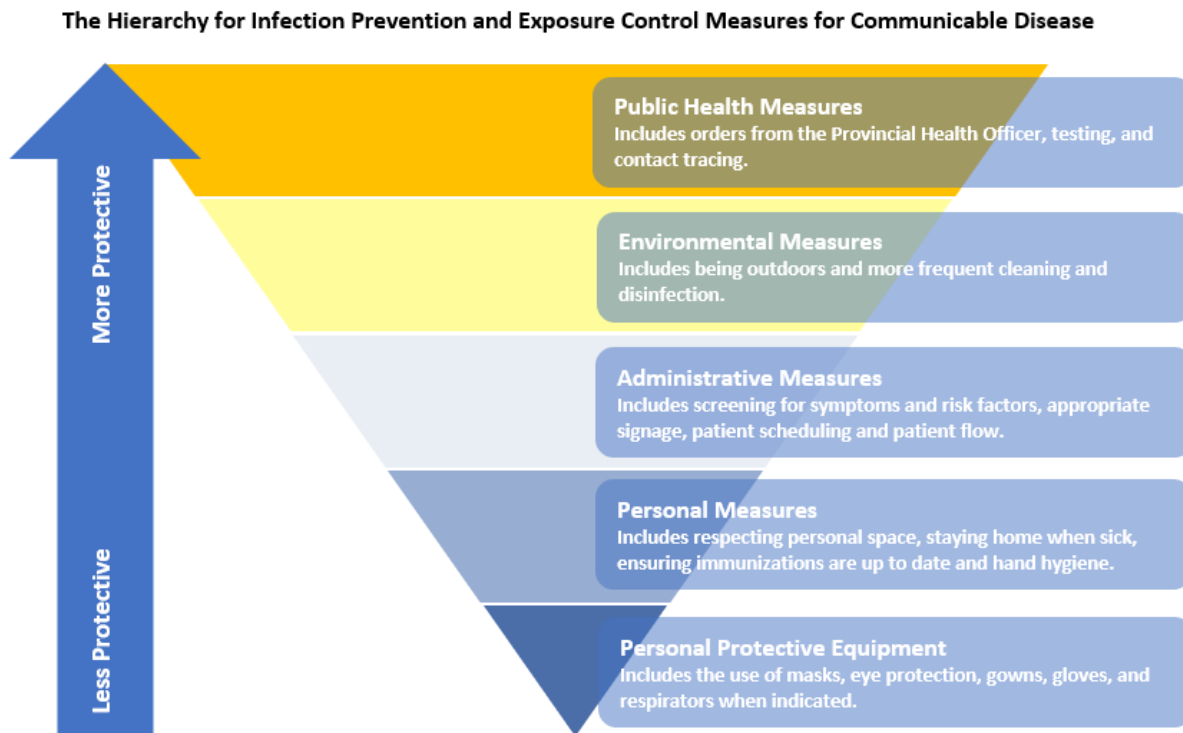 The Hierarchy for Infection Prevention and Exposure Control Measures for Communicable Disease
More Protective
Less Protective
Public Health Measures
Includes orders from the Provincial Health Officer, testing, and
contact tracing.
Environmental Measures
Includes being outdoors and more frequent cleaning and
disinfection.
Administrative Measures
Includes screening for symptoms and risk factors, appropriate
signage, patient scheduling and patient flow.
Personal Measures
Includes respecting personal space, staying home when sick,
ensuring immunizations are up to date and hand hygiene.
Personal Protective Equipment
Includes the use of masks, eye protection, gowns, gloves, and
respirators when indicated.